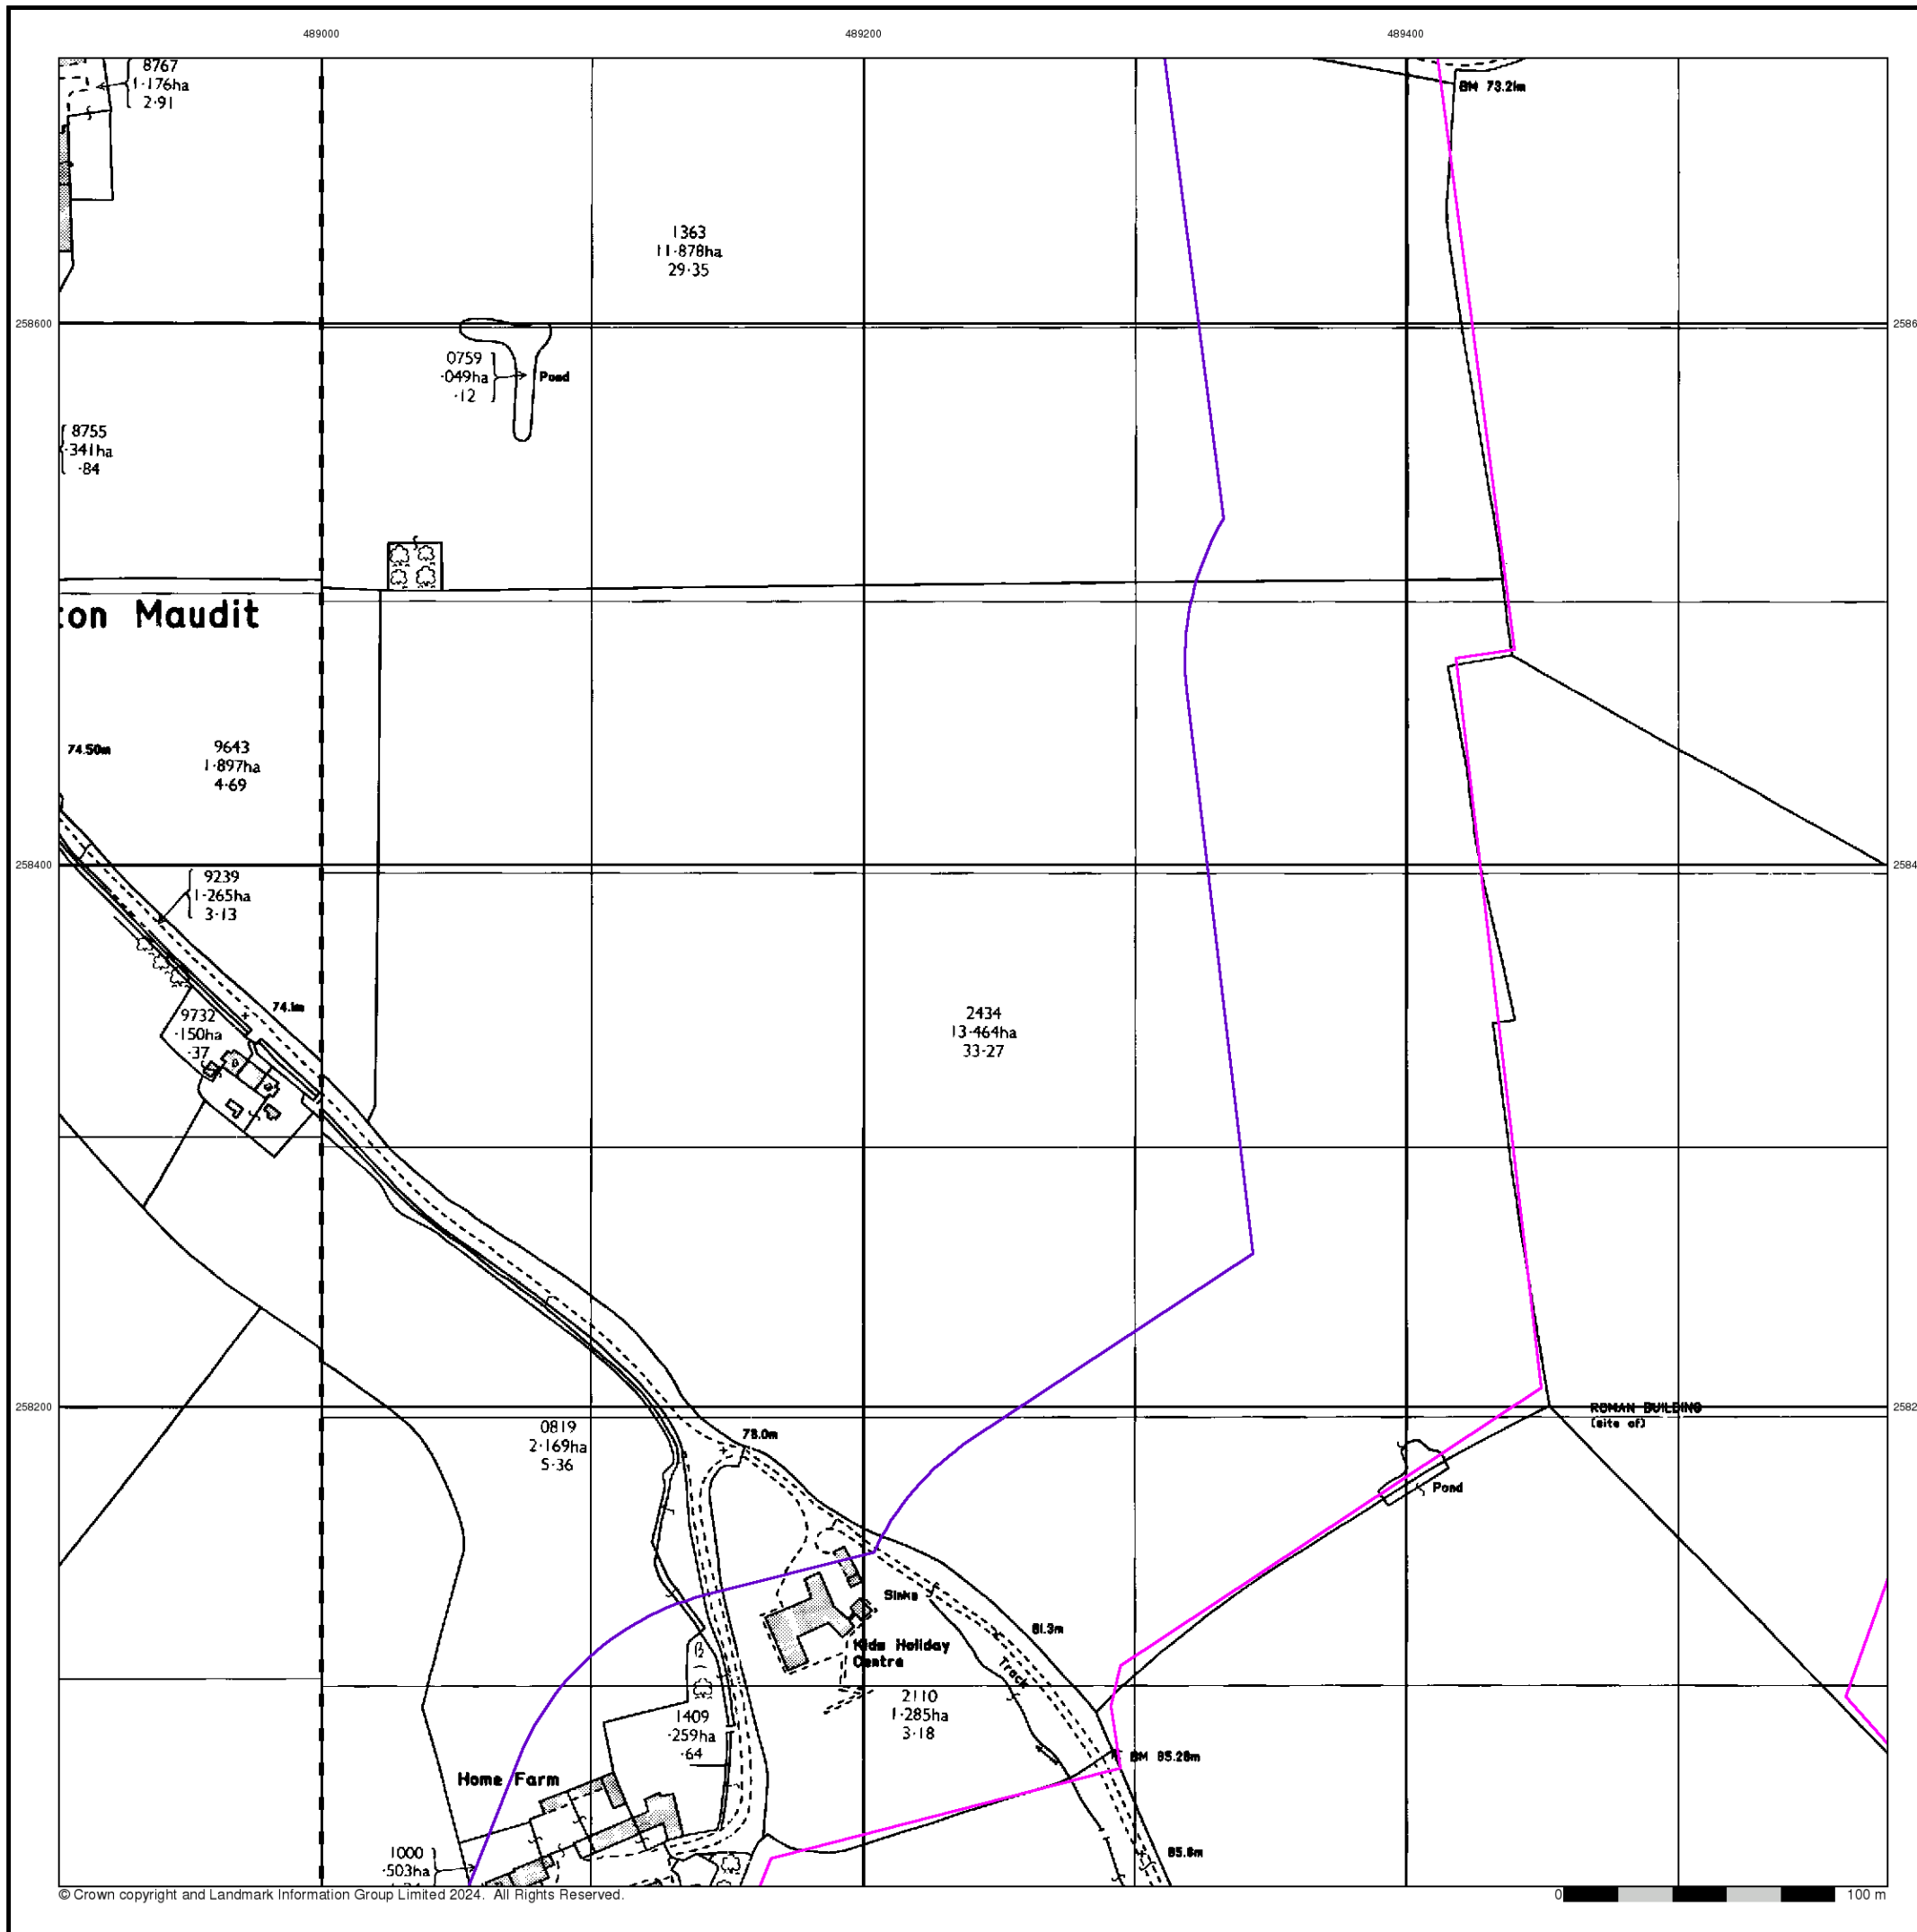 489000
489200
489400
8767
1·176ha
2·91
BM 73.21m
1363
11·878ha
29·35
258600
2586
0759
·049ha
·12
Pond
8755
·341ha
·84
ton Maudit
74.50m
9643
1·897ha
4·69
258400
2584
9239
1·265ha
3·13
74.1m
9732
·150ha
·37
2434
13·464ha
33·27
258200
2582
ROMAN BUILDING
(site of)
0819
2·169ha
5·36
78.0m
Pond
Sinks
Kids Holiday
Centre
81.3m
Track
2110
1·285ha
3·18
1409
·259ha
·64
BM 85.28m
Home Farm
1000
·503ha
85.6m
© Crown copyright and Landmark Information Group Limited 2024. All Rights Reserved.
0
100 m